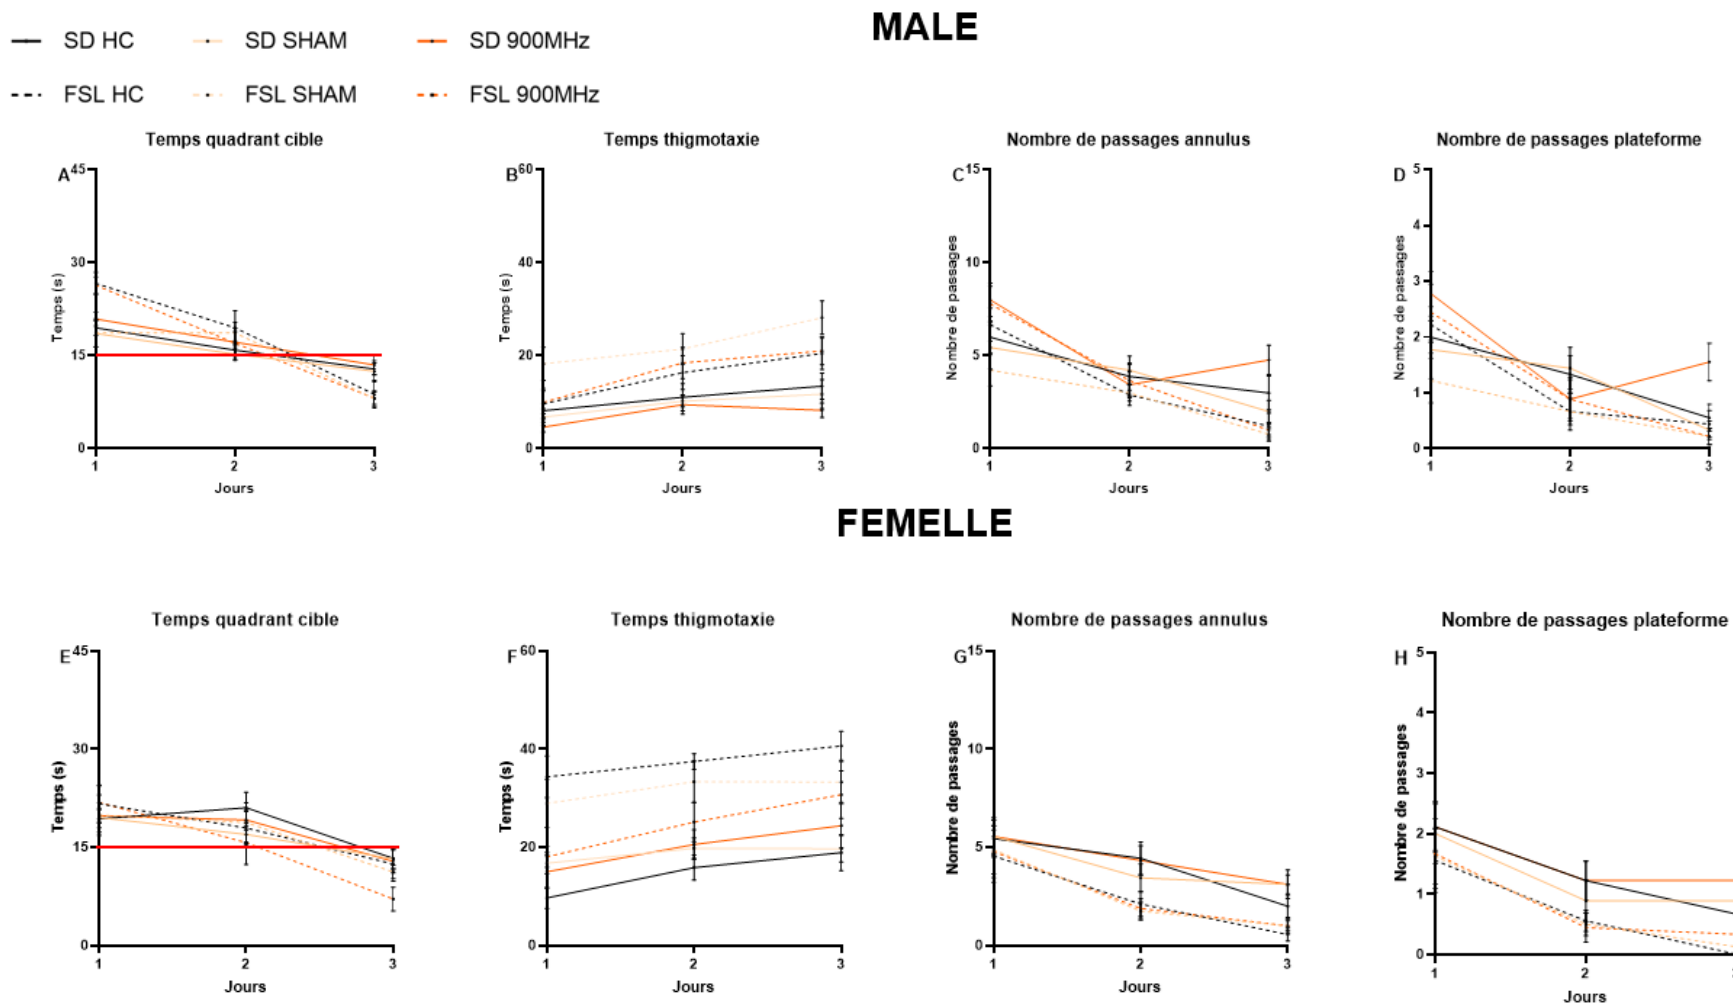 MALE
SD HC SD SHAM SD 900MHz
FSL HC FSL SHAM FSL 900MHz
Temps quadrant cible
A
45
30
15
0
Temps (s)
1 2 3
Jours
Temps thigmotaxie
B
60
40
20
0
Temps (s)
1 2 3
Jours
Nombre de passages annulus
C
15
10
5
0
Nombre de passages
1 2 3
Jours
Nombre de passages plateforme
D
5
4
3
2
1
0
Nombre de passages
1 2 3
Jours
FEMELLE
Temps quadrant cible
E
45
30
15
0
Temps (s)
1 2 3
Jours
Temps thigmotaxie
F
60
40
20
0
Temps (s)
1 2 3
Jours
Nombre de passages annulus
G
15
10
5
0
Nombre de passages
1 2 3
Jours
Nombre de passages plateforme
H
5
4
3
2
1
0
Nombre de passages
1 2
Jours